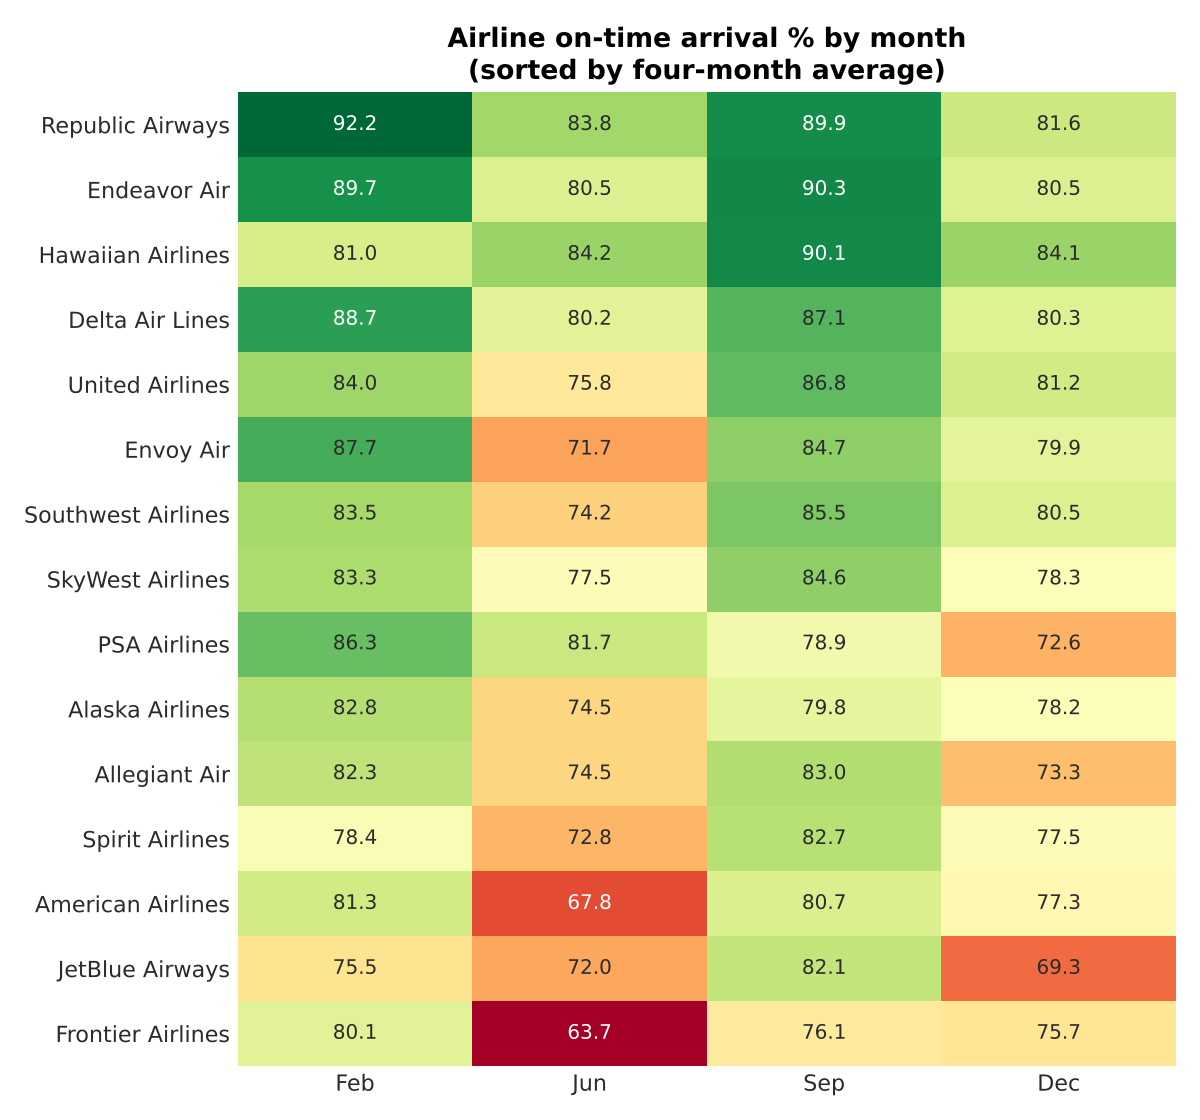 Airline on-time arrival % by month
(sorted by four-month average)
Republic Airways 92.2 83.8 89.9 81.6
Endeavor Air 89.7 80.5 90.3 80.5
Hawaiian Airlines 81.0 84.2 90.1 84.1
Delta Air Lines 88.7 80.2 87.1 80.3
United Airlines 84.0 75.8 86.8 81.2
Envoy Air 87.7 71.7 84.7 79.9
Southwest Airlines 83.5 74.2 85.5 80.5
SkyWest Airlines 83.3 77.5 84.6 78.3
PSA Airlines 86.3 81.7 78.9 72.6
Alaska Airlines 82.8 74.5 79.8 78.2
Allegiant Air 82.3 74.5 83.0 73.3
Spirit Airlines 78.4 72.8 82.7 77.5
American Airlines 81.3 67.8 80.7 77.3
JetBlue Airways 75.5 72.0 82.1 69.3
Frontier Airlines 80.1 63.7 76.1 75.7
Feb Jun Sep Dec